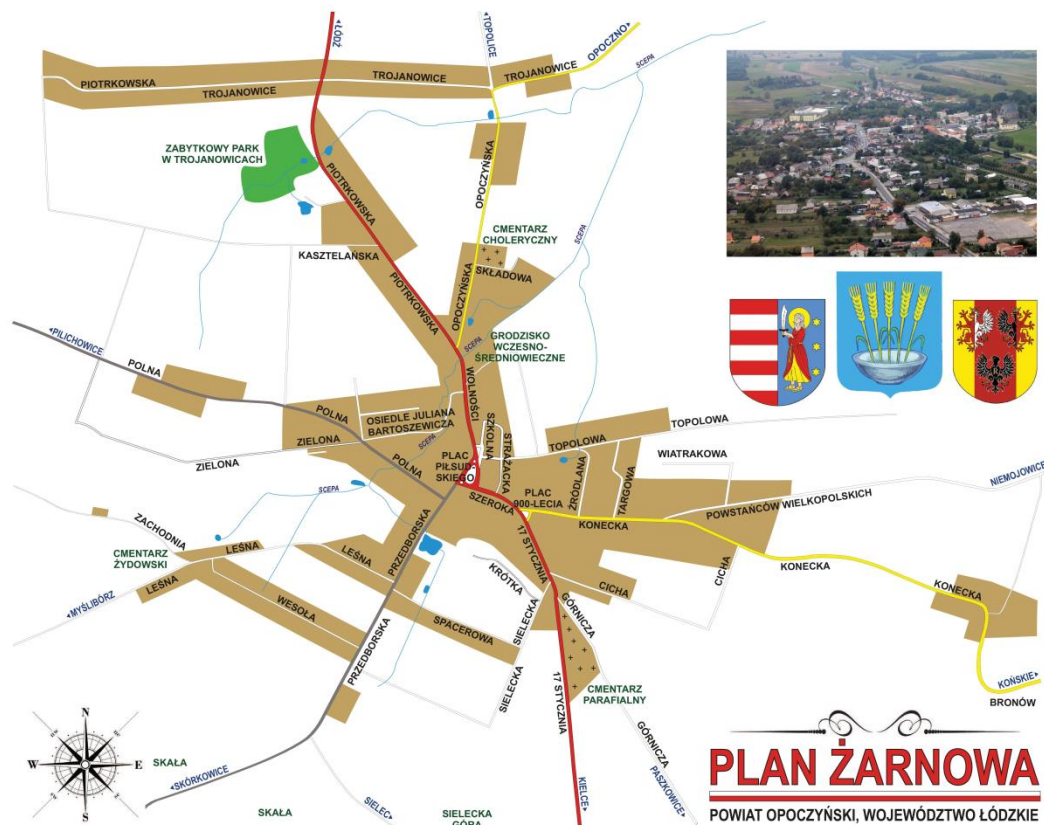 ◄ŁÓDŹ
◄TOPOLICE
OPOCZNO►
PIOTRKOWSKA
TROJANOWICE
TROJANOWICE
TROJANOWICE
SCEPA
ZABYTKOWY PARK
W TROJANOWICACH
PIOTRKOWSKA
OPOCZYŃSKA
CMENTARZ
CHOLERYCZNY
SCEPA
KASZTELAŃSKA
SKŁADOWA
PIOTRKOWSKA
OPOCZYŃSKA
◄PILICHOWICE
GRODZISKO
WCZESNO-
ŚREDNIOWIECZNE
SCEPA
POLNA
WOLNOŚCI
POLNA
OSIEDLE JULIANA
BARTOSZEWICZA
SZKOLNA
STRAŻACKA
TOPOLOWA
TOPOLOWA
ZIELONA
SCEPA
ZIELONA
POLNA
PLAC
PIŁSUD-
SKIEGO
WIATRAKOWA
NIEMOJOWICE►
SCEPA
SZEROKA
PLAC
900-LECIA
ŹRÓDLANA
TARGOWA
POWSTAŃCÓW WIELKOPOLSKICH
KONECKA
ZACHODNIA
17 STYCZNIA
CMENTARZ
ŻYDOWSKI
LEŚNA
LEŚNA
PRZEDBORSKA
KRÓTKA
CICHA
CICHA
KONECKA
LEŚNA
KONECKA
◄MYŚLIBÓRZ
WESOŁA
SPACEROWA
SIELECKA
GÓRNICZA
PRZEDBORSKA
SIELECKA
17 STYCZNIA
CMENTARZ
PARAFIALNY
KOŃSKIE►
BRONÓW
N
W
E
S
SKAŁA
◄SKÓRKOWICE
GÓRNICZA
PASZKOWICE►
SKAŁA
SIELEC►
SIELECKA
GÓRA
KIELCE►
PLAN ŻARNOWA
POWIAT OPOCZYŃSKI, WOJEWÓDZTWO ŁÓDZKIE